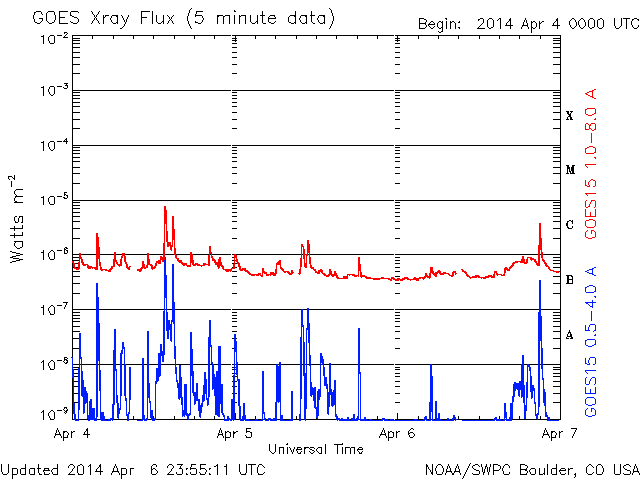 GOES Xray Flux (5 minute data)
Begin: 2014 Apr 4 0000 UTC
10⁻²
10⁻³
10⁻⁴
10⁻⁵
10⁻⁶
10⁻⁷
10⁻⁸
10⁻⁹
Watts m⁻²
X
M
C
B
A
GOES15 1.0-8.0 A
GOES15 0.5-4.0 A
Apr 4
Apr 5
Apr 6
Apr 7
Universal Time
Updated 2014 Apr 6 23:55:11 UTC
NOAA/SWPC Boulder, CO USA